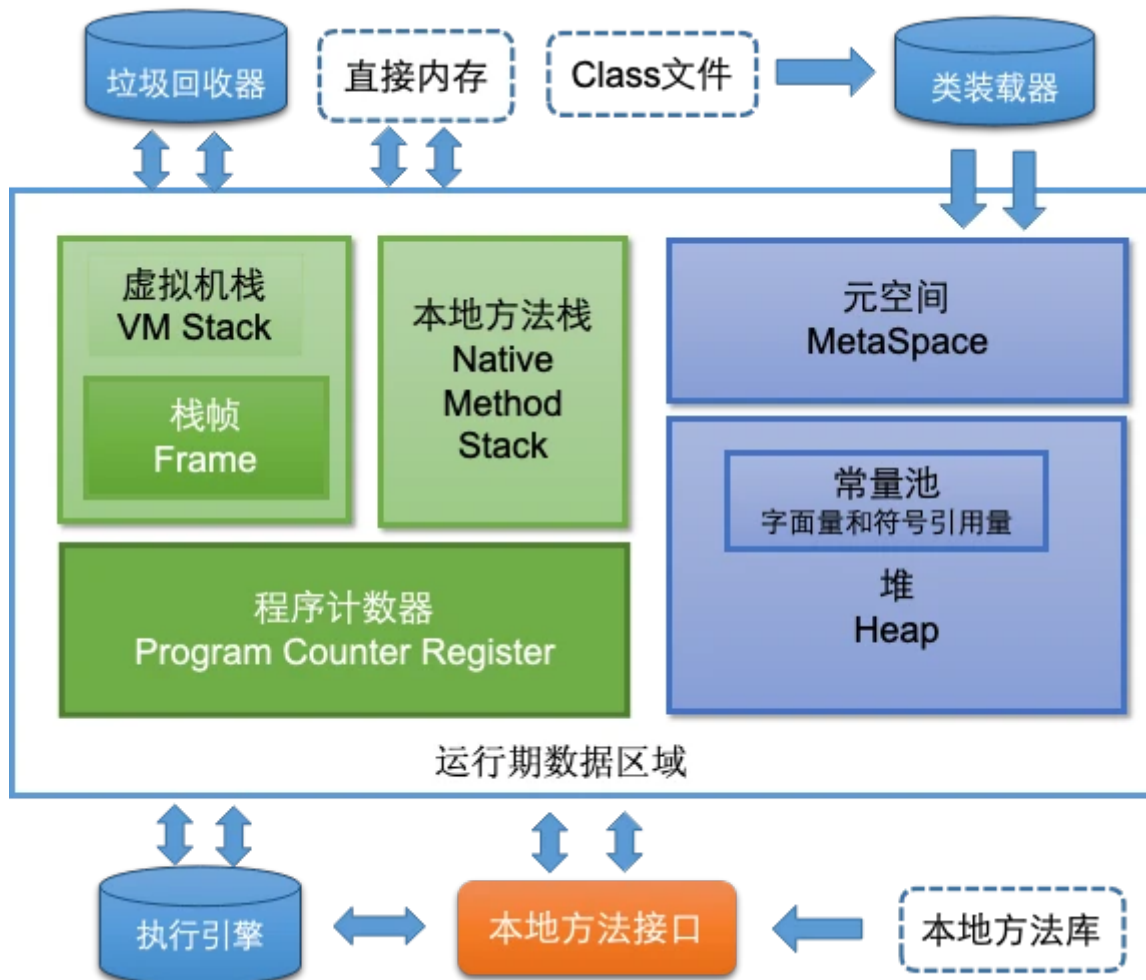 垃圾回收器
直接内存
Class文件
类装载器
虚拟机栈
VM Stack
栈帧
Frame
本地方法栈
Native
Method
Stack
元空间
MetaSpace
常量池
字面量和符号引用量
堆
Heap
程序计数器
Program Counter Register
运行期数据区域
执行引擎
本地方法接口
本地方法库